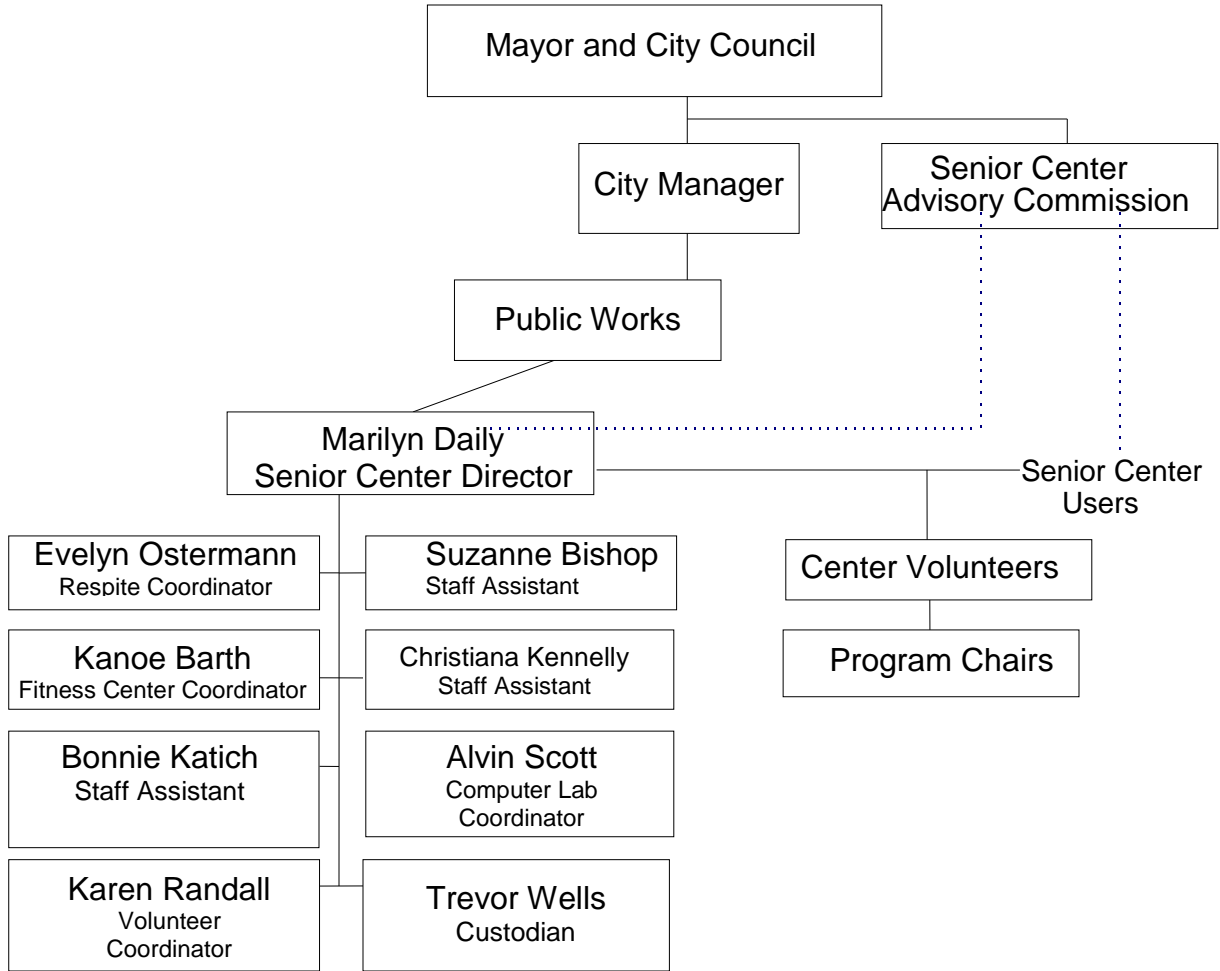 Mayor and City Council
City Manager
Senior Center
Advisory Commission
Public Works
Marilyn Daily
Senior Center Director
Senior Center
Users
Evelyn Ostermann
Respite Coordinator
Suzanne Bishop
Staff Assistant
Center Volunteers
Kanoe Barth
Fitness Center Coordinator
Christiana Kennelly
Staff Assistant
Program Chairs
Bonnie Katich
Staff Assistant
Alvin Scott
Computer Lab
Coordinator
Karen Randall
Volunteer
Coordinator
Trevor Wells
Custodian